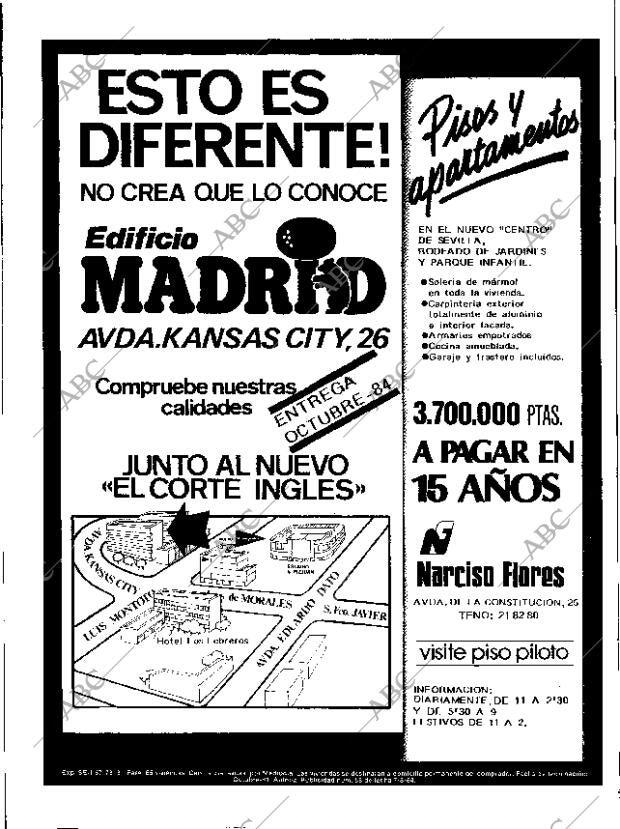 ESTO ES
DIFERENTE!
NO CREA QUE LO CONOCE
Edificio
MADRID
AVDA.KANSAS CITY, 26
Compruebe nuestras
calidades
ENTREGA
OCTUBRE-84
JUNTO AL NUEVO
«EL CORTE INGLES»
AVDA KANSAS CITY
LUIS MONTOTO
de MORALES
AVDA. EDUARDO DATO
S. Fco. JAVIER
Hotel Los Lebreros
Pisos y
apartamentos
EN EL NUEVO "CENTRO"
DE SEVILLA,
RODEADO DE JARDINES
Y PARQUE INFANTIL.
●Solería de mármol
en toda la vivienda.
●Carpintería exterior
totalmente de aluminio
e interior lacada.
●Armarios empotrados
●Cocina amueblada.
●Garaje y trastero incluidos.
3.700.000 PTAS.
A PAGAR EN
15 AÑOS
Narciso Flores
AVDA. DE LA CONSTITUCION, 25
TFNO: 21 82 80
visite piso piloto
INFORMACION:
DIARIAMENTE, DE 11 A 2'30
Y DE 5'30 A 9
FESTIVOS DE 11 A 2.